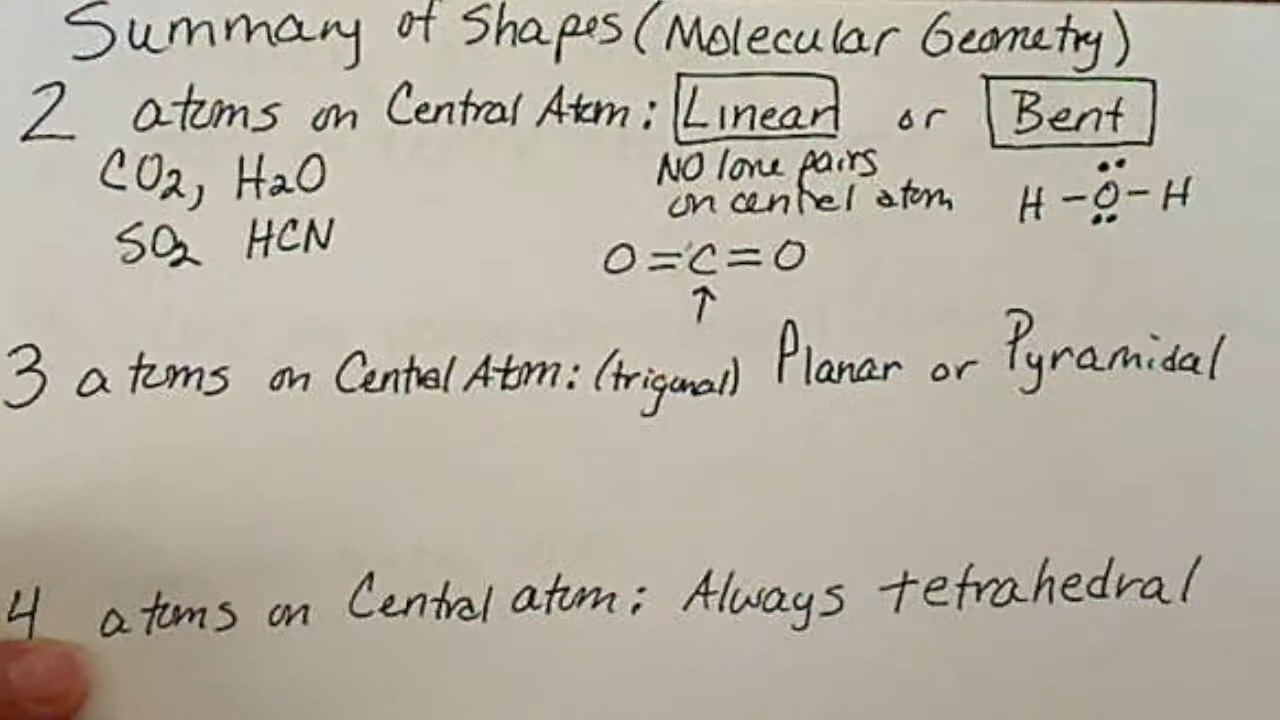 Summary of Shapes (Molecular Geometry)
2 atoms on Central Atom: Linear or Bent
CO2, H2O
NO lone pairs
on central atom
H-O-H
SO2 HCN
O=C=O
↑
3 atoms on Central Atom: (trigonal) Planar or Pyramidal
4 atoms on Central atom: Always tetrahedral